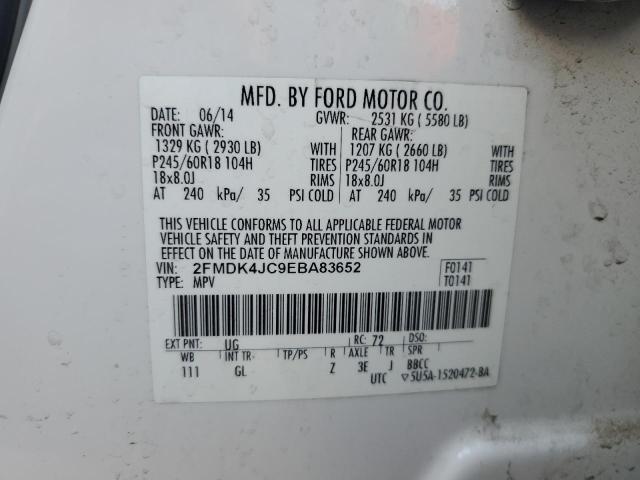 MFD. BY FORD MOTOR CO.
DATE: 06/14 GVWR: 2531 KG ( 5580 LB)
FRONT GAWR: REAR GAWR:
1329 KG ( 2930 LB) WITH 1207 KG ( 2660 LB) WITH
P245/60R18 104H TIRES P245/60R18 104H TIRES
18x8.0J RIMS 18x8.0J RIMS
AT 240 kPa/ 35 PSI COLD AT 240 kPa/ 35 PSI COLD
THIS VEHICLE CONFORMS TO ALL APPLICABLE FEDERAL MOTOR
VEHICLE SAFETY AND THEFT PREVENTION STANDARDS IN
EFFECT ON THE DATE OF MANUFACTURE SHOWN ABOVE.
VIN: 2FMDK4JC9EBA83652 F0141
TYPE: MPV T0141
EXT PNT: UG RC: 72 DSO:
WB INT TR TP/PS R AXLE TR SPR
111 GL Z 3E J BBCC
UTC ▽5U5A-1520472-BA